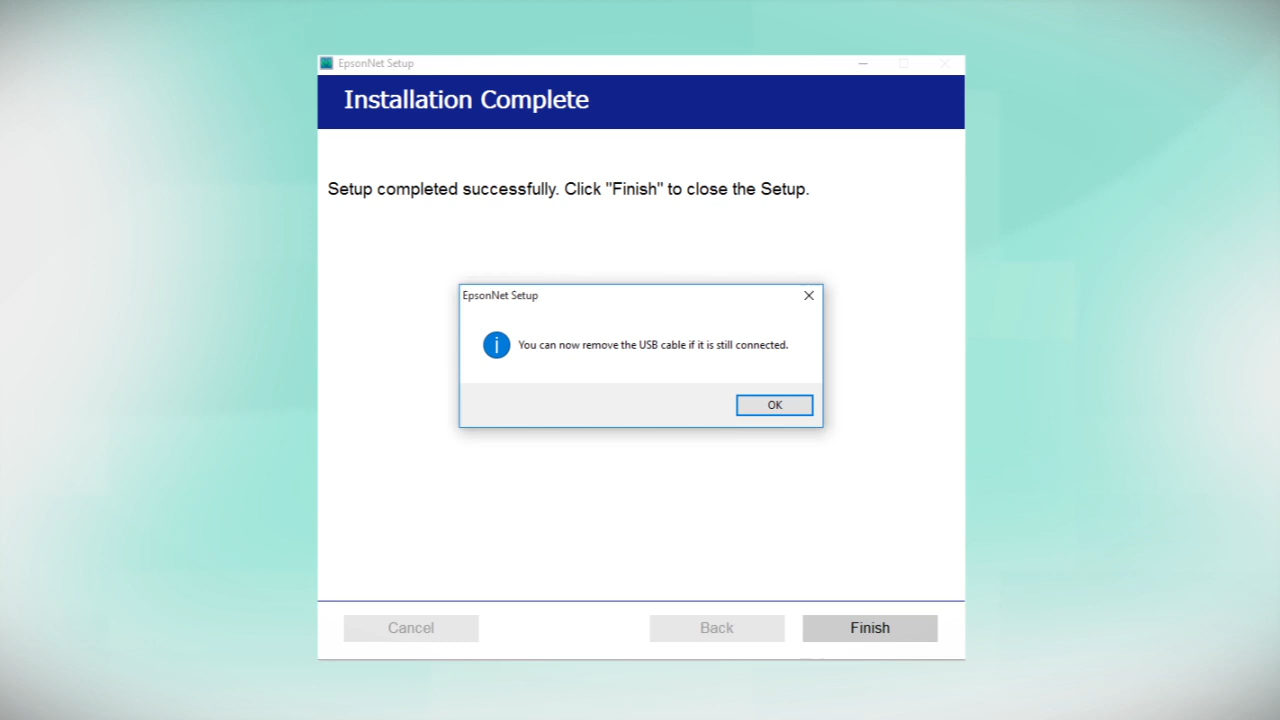 EpsonNet Setup
Installation Complete
Setup completed successfully. Click "Finish" to close the Setup.
EpsonNet Setup
You can now remove the USB cable if it is still connected.
OK
Cancel
Back
Finish